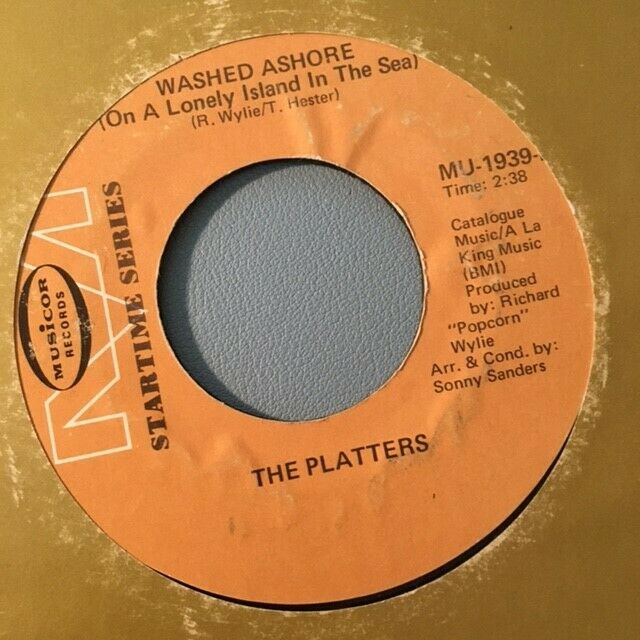 WASHED ASHORE
(On A Lonely Island In The Sea)
(R. Wylie/T. Hester)
MU-1939-
Time: 2:38
Catalogue
Music/A La
King Music
(BMI)
Produced
by: Richard
"Popcorn"
Wylie
Arr. & Cond. by:
Sonny Sanders
STARTIME SERIES
MUSICOR
RECORDS
THE PLATTERS